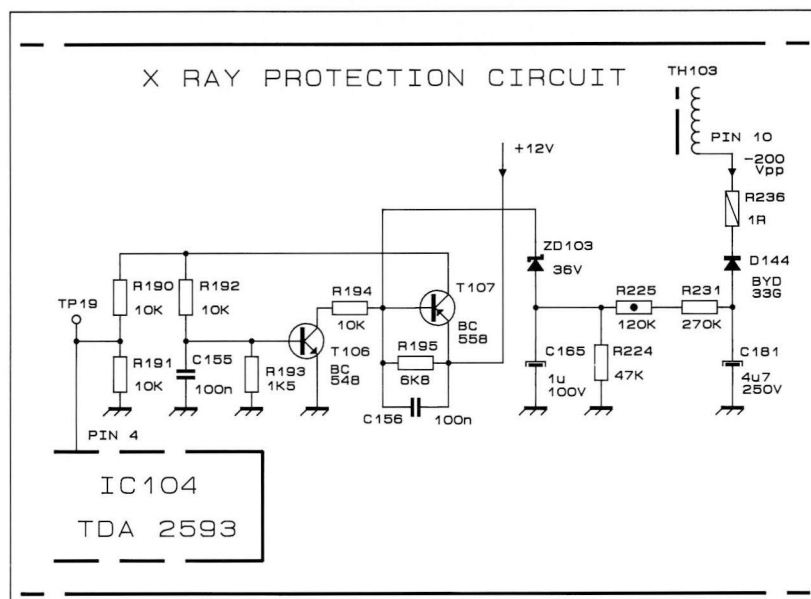 X RAY PROTECTION CIRCUIT
TH103
PIN 10
-200
Vpp
+12V
R236
1R
ZD103
36V
D144
BYD
33G
R190
10K
R192
10K
R194
10K
T107
BC
558
R225
120K
R231
270K
TP19
R191
10K
C155
100n
R193
1K5
T106
BC
548
R195
6K8
C156
100n
C165
1u
100V
R224
47K
C181
4u7
250V
PIN 4
IC104
TDA 2593